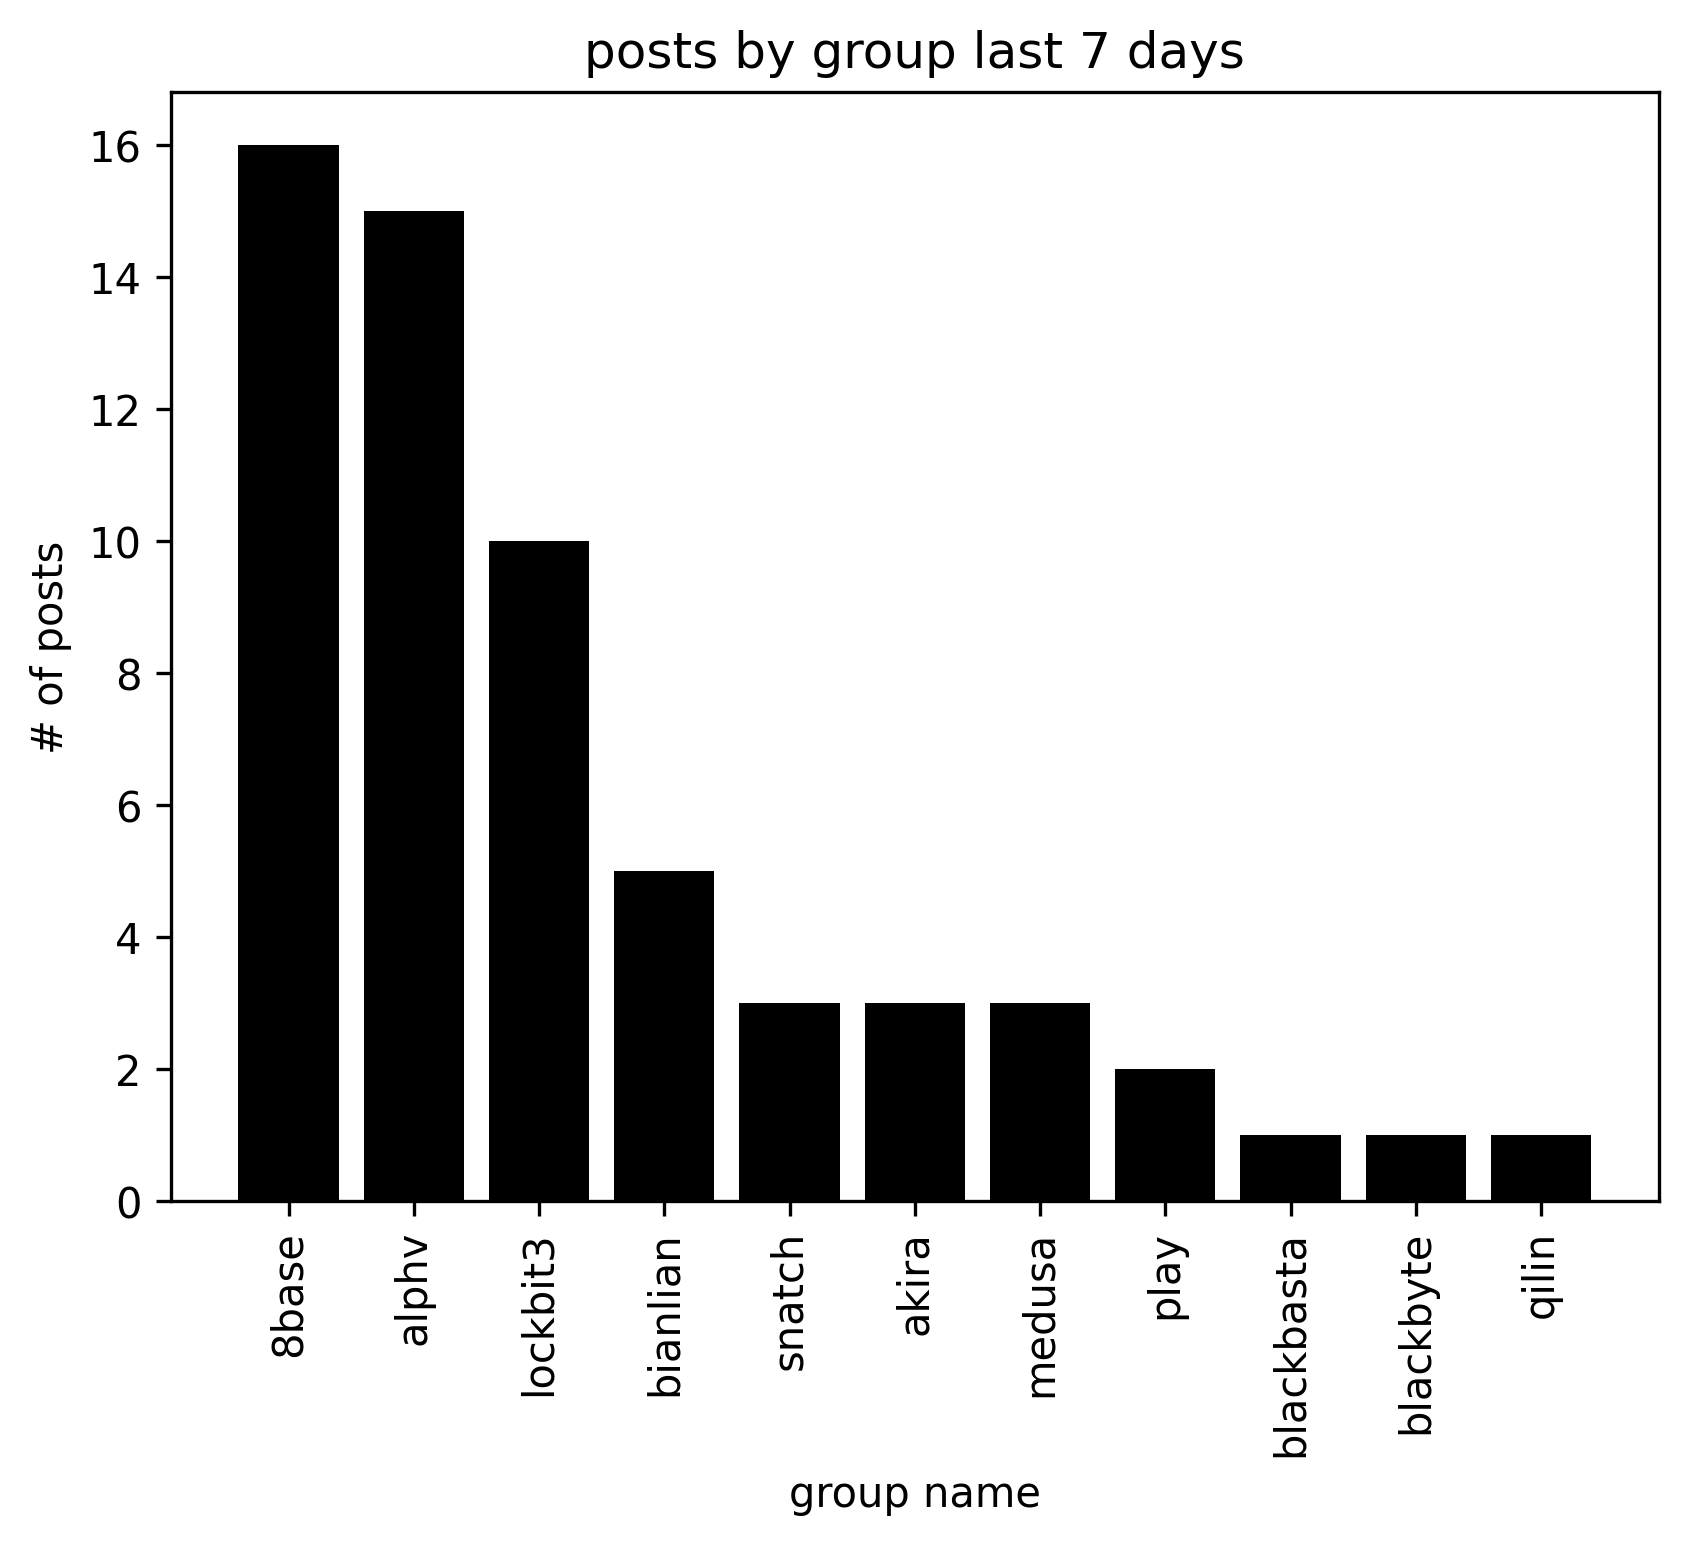 posts by group last 7 days
16
14
12
10
8
6
4
2
0
# of posts
8base
alphv
lockbit3
bianlian
snatch
akira
medusa
play
blackbasta
blackbyte
qilin
group name